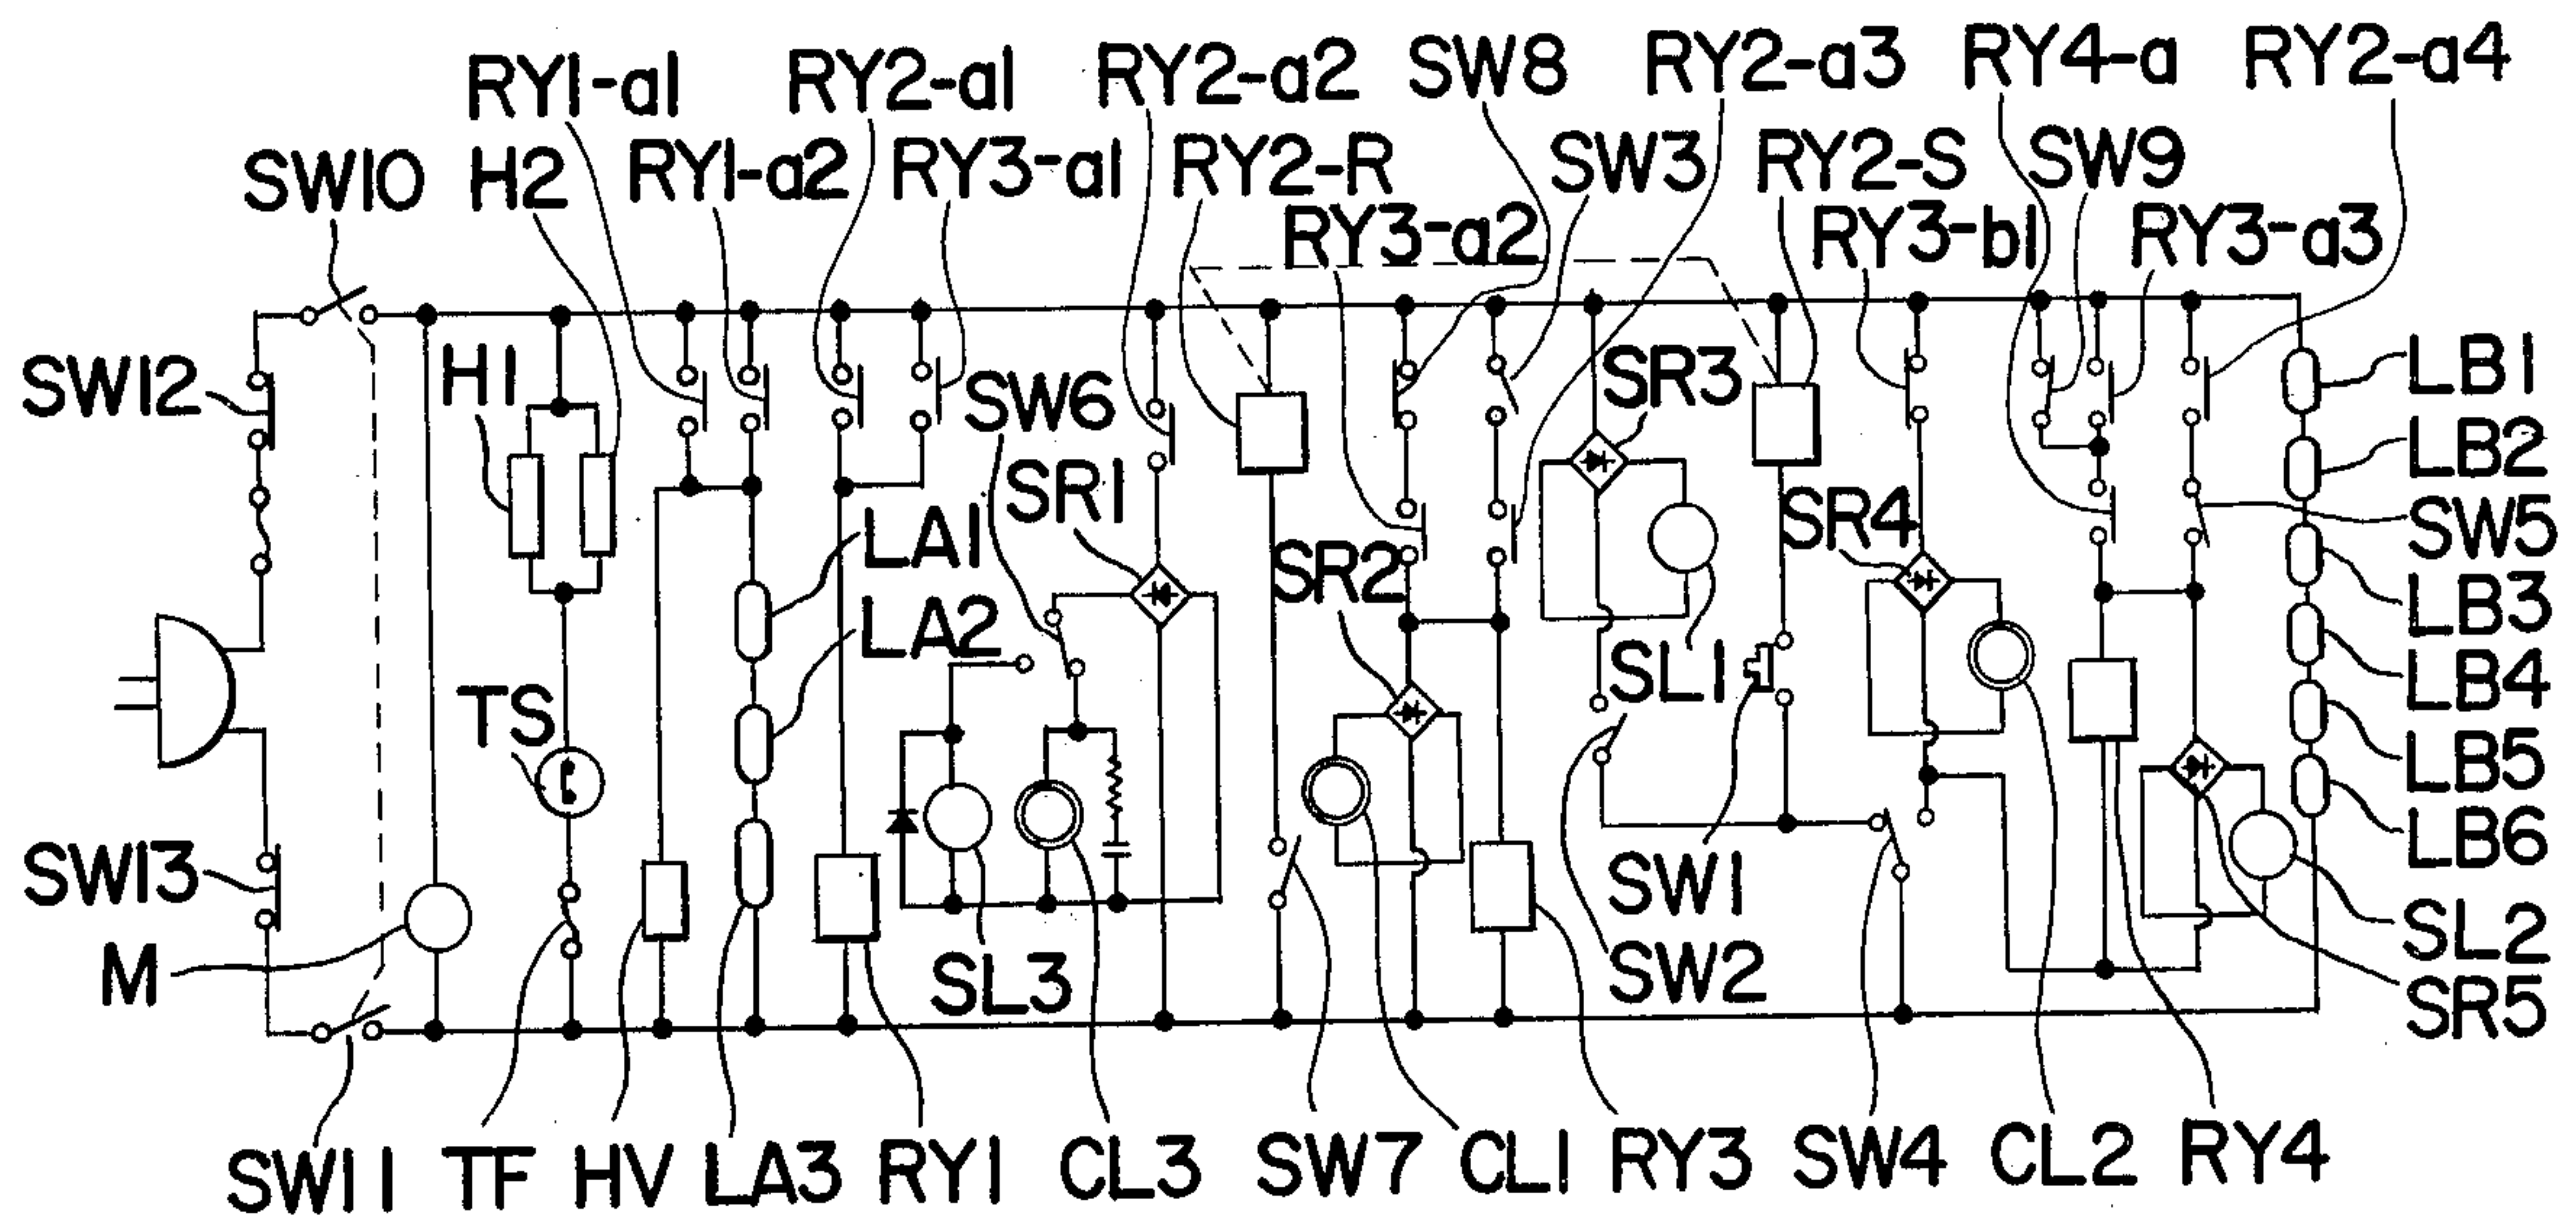 RY1-a1 RY2-a1 RY2-a2 SW8 RY2-a3 RY4-a RY2-a4
SW10 H2 RY1-a2 RY3-a1 RY2-R SW3 RY2-S SW9
RY3-a2 RY3-b1 RY3-a3
SW12 H1 SW6 SR3 LB1
LB2
SR1 SR4
LA1 SR2 SW5
LB3
LA2 SL1 LB4
TS LB5
SW13 SW1 LB6
M SL3 SW2 SL2
SR5
SW11 TF HV LA3 RY1 CL3 SW7 CL1 RY3 SW4 CL2 RY4